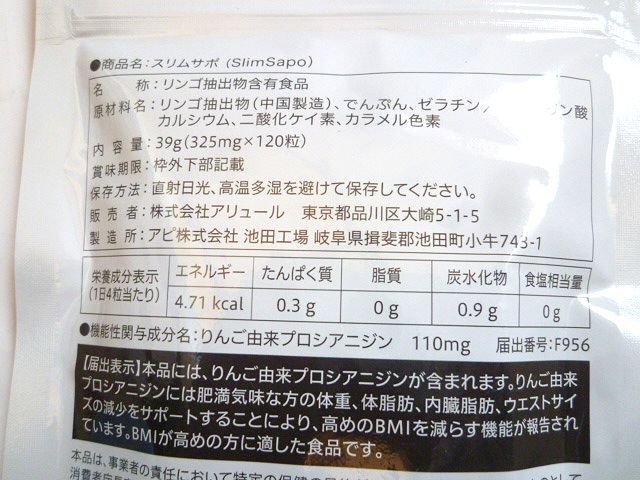 ●商品名：スリムサポ（SlimSapo）
名　　称：リンゴ抽出物含有食品
原材料名：リンゴ抽出物（中国製造）、でんぷん、ゼラチン／ ン酸
カルシウム、二酸化ケイ素、カラメル色素
内 容 量：39g（325mg×120粒）
賞味期限：枠外下部記載
保存方法：直射日光、高温多湿を避けて保存してください。
販 売 者：株式会社アリュール　東京都品川区大崎5-1-5
製 造 所：アピ株式会社 池田工場 岐阜県揖斐郡池田町小牛743-1
栄養成分表示（1日4粒当たり） エネルギー たんぱく質 脂質 炭水化物 食塩相当量
4.71 kcal 0.3 g 0 g 0.9 g 0 g
●機能性関与成分名：りんご由来プロシアニジン　110mg　届出番号：F956
【届出表示】本品には、りんご由来プロシアニジンが含まれます。りんご由来
プロシアニジンには肥満気味な方の体重、体脂肪、内臓脂肪、ウエストサイ
ズの減少をサポートすることにより、高めのBMIを減らす機能が報告され
ています。BMIが高めの方に適した食品です。
本品は、事業者の責任において特定の保健の